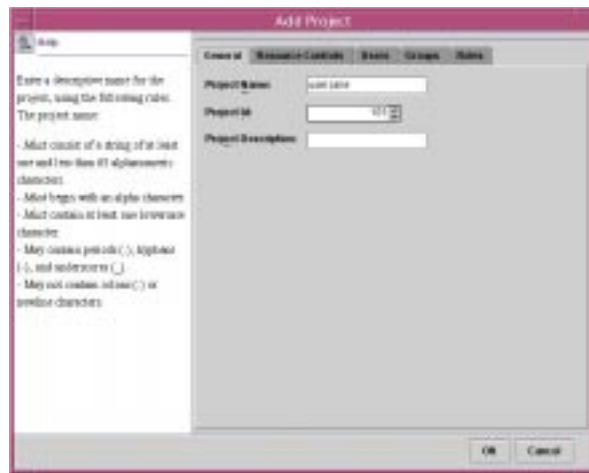 Add Project
Help
General Resource Controls Users Groups Roles
Enter a descriptive name for the
project, using the following rules.
The project name:
- Must consist of a string of at least
one and less than 65 alphanumeric
characters
- Must begin with an alpha character
- Must contain at least one lowercase
character
- May contain periods (.), hyphens
(-), and underscores (_)
- May not contain colons (:) or
newline characters
Project Name:
Project Id: 101
Project Description:
OK Cancel